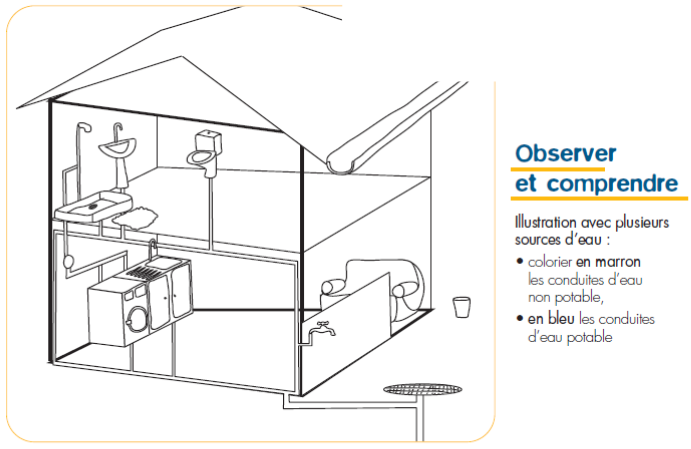 Observer
et comprendre
Illustration avec plusieurs
sources d'eau :
• colorier en marron
les conduites d'eau
non potable,
• en bleu les conduites
d'eau potable